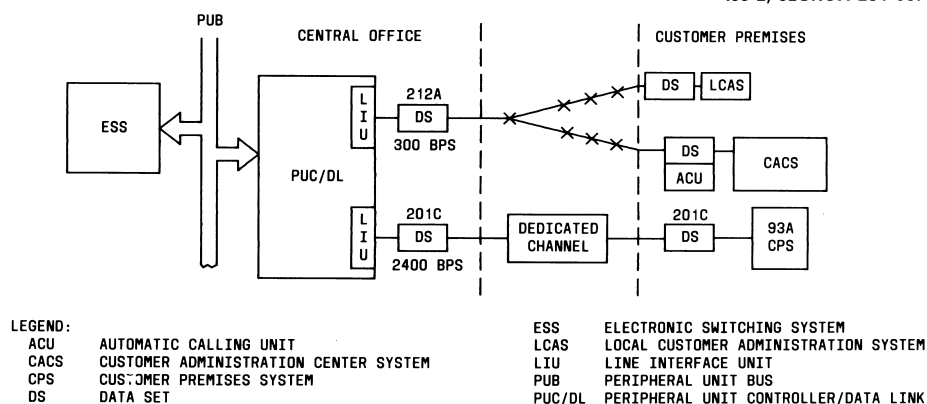 PUB
CENTRAL OFFICE
CUSTOMER PREMISES
ESS
PUC/DL
LIU
212A
DS
300 BPS
DS
LCAS
DS
ACU
CACS
LIU
201C
DS
2400 BPS
DEDICATED
CHANNEL
201C
DS
93A
CPS
LEGEND:
ACU AUTOMATIC CALLING UNIT
CACS CUSTOMER ADMINISTRATION CENTER SYSTEM
CPS CUSTOMER PREMISES SYSTEM
DS DATA SET
ESS ELECTRONIC SWITCHING SYSTEM
LCAS LOCAL CUSTOMER ADMINISTRATION SYSTEM
LIU LINE INTERFACE UNIT
PUB PERIPHERAL UNIT BUS
PUC/DL PERIPHERAL UNIT CONTROLLER/DATA LINK